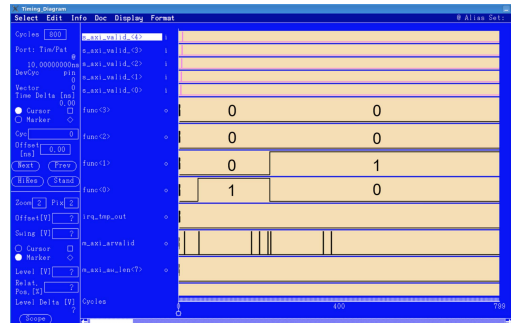 Timing_Diagram
Select Edit Info Doc Display Format
@ Alias Set:
Cycles 800
Port: Tim/Pat
@
10.00000000ns
DevCyc pin
0
Vector 0
Time Delta [ns]
0.00
Cursor
Marker
Cyc 0
Offset [ns] 0.00
Next Prev
HiRes Stand
Zoom 2 Pix 2
Offset[V] ?
Swing [V] ?
Cursor
Marker
Level [V] ?
Relat. Pos.[%] ?
Level Delta [V]
?
Scope
m_axi_valid_<4> i
m_axi_valid_<3> i
m_axi_valid_<2> i
m_axi_valid_<1> i
m_axi_valid_<0> i
func<3> o 0 0
func<2> o 0 0
func<1> o 0 1
func<0> o 1 0
irq_tmp_out o
m_axi_arvalid o
m_axi_aw_len<7> o
Cycles
0 400 799